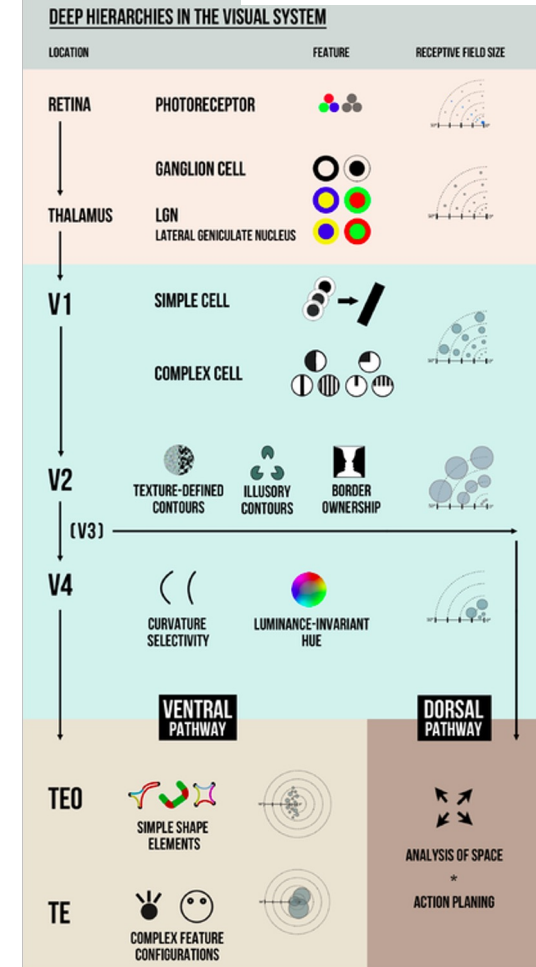 DEEP HIERARCHIES IN THE VISUAL SYSTEM
LOCATION
FEATURE
RECEPTIVE FIELD SIZE
RETINA
PHOTORECEPTOR
GANGLION CELL
THALAMUS
LGN
LATERAL GENICULATE NUCLEUS
V1
SIMPLE CELL
COMPLEX CELL
V2
TEXTURE-DEFINED
CONTOURS
ILLUSORY
CONTOURS
BORDER
OWNERSHIP
(V3)
V4
CURVATURE
SELECTIVITY
LUMINANCE-INVARIANT
HUE
VENTRAL
PATHWAY
DORSAL
PATHWAY
TEO
SIMPLE SHAPE
ELEMENTS
ANALYSIS OF SPACE
*
ACTION PLANING
TE
COMPLEX FEATURE
CONFIGURATIONS